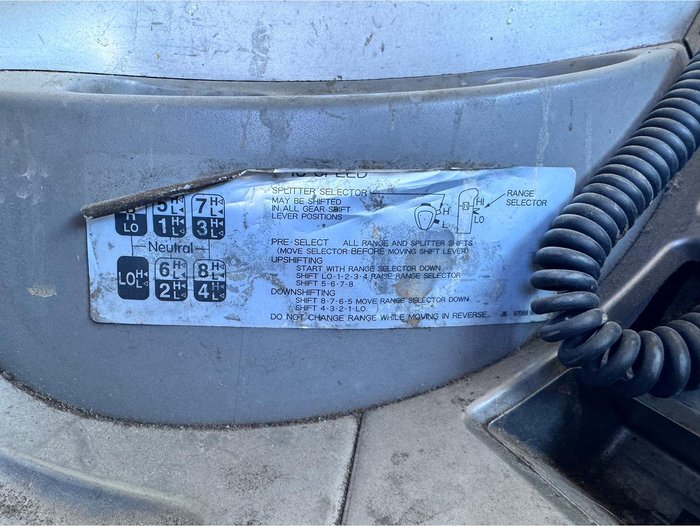 SPEED
SPLITTER SELECTOR
MAY BE SHIFTED
IN ALL GEAR SHIFT
LEVER POSITIONS
H
L
HI
LO
RANGE
SELECTOR
R
LO
5 H L
1 H L
7 H L
3 H L
Neutral
LO H L
6 H L
2 H L
8 H L
4 H L
PRE-SELECT ALL RANGE AND SPLITTER SHIFTS
(MOVE SELECTOR BEFORE MOVING SHIFT LEVER)
UPSHIFTING
START WITH RANGE SELECTOR DOWN
SHIFT LO-1-2-3-4 RAISE RANGE SELECTOR
SHIFT 5-6-7-8
DOWNSHIFTING
SHIFT 8-7-6-5 MOVE RANGE SELECTOR DOWN
SHIFT 4-3-2-1-LO
DO NOT CHANGE RANGE WHILE MOVING IN REVERSE.